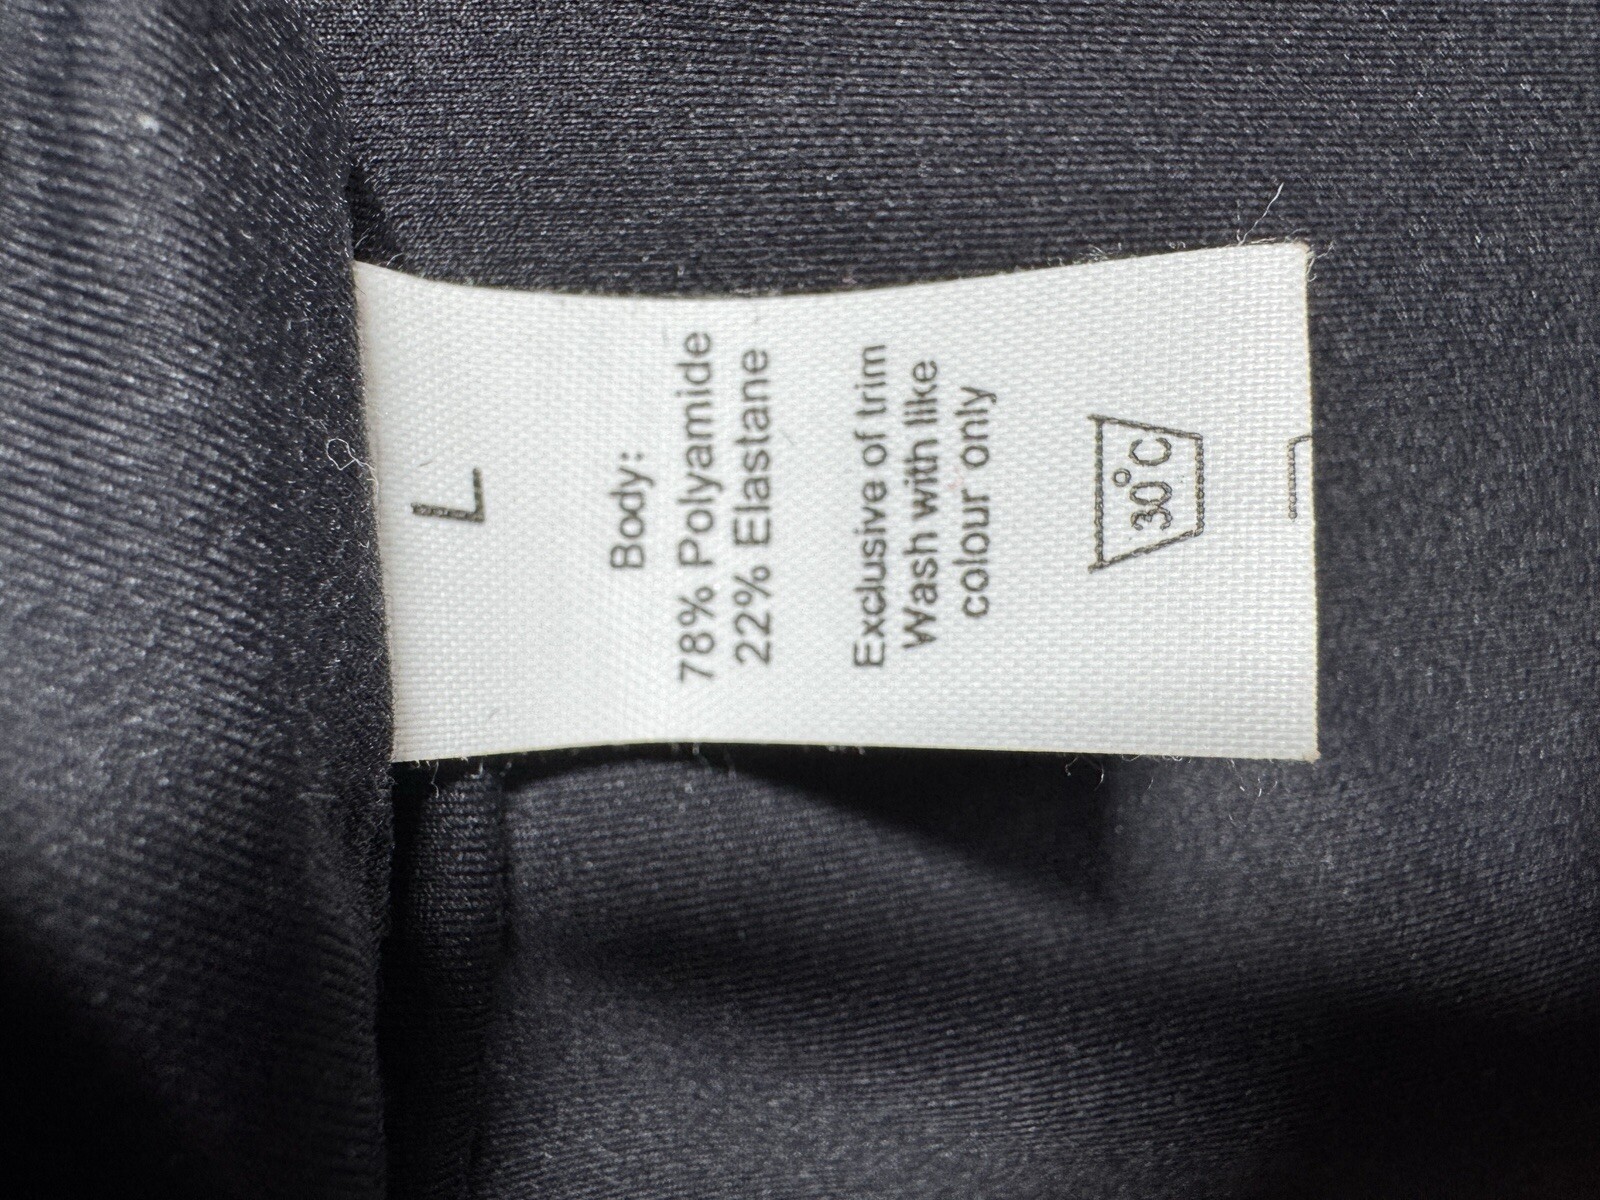 L
Body:
78% Polyamide
22% Elastane
Exclusive of trim
Wash with like
colour only
30°C